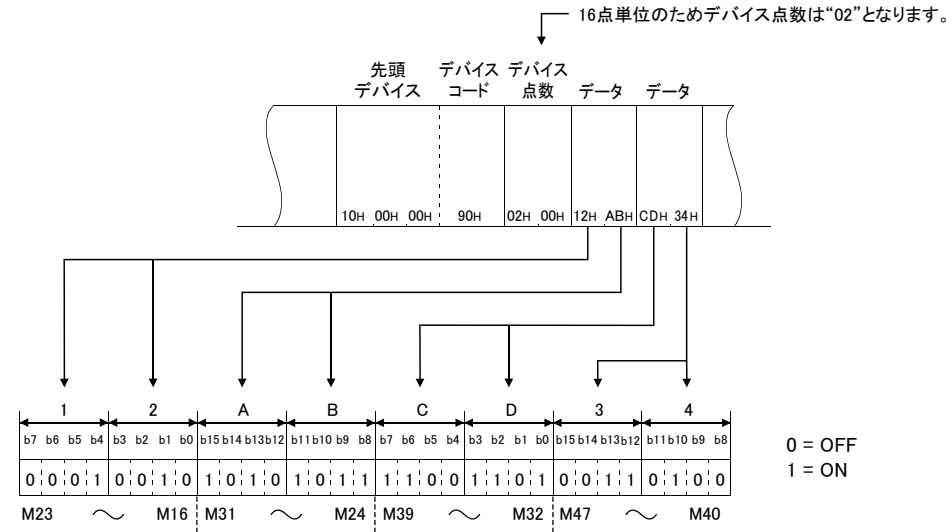 16点単位のためデバイス点数は“02”となります。
先頭 デバイス デバイス
デバイス コード 点数 データ データ
10H 00H 00H 90H 02H 00H 12H ABH CDH 34H
1 2 A B C D 3 4
b7 b6 b5 b4 b3 b2 b1 b0 b15 b14 b13 b12 b11 b10 b9 b8 b7 b6 b5 b4 b3 b2 b1 b0 b15 b14 b13 b12 b11 b10 b9 b8
0 0 0 1 0 0 1 0 1 0 1 0 1 0 1 1 1 1 0 0 1 1 0 1 0 0 1 1 0 1 0 0
M23 ～ M16 M31 ～ M24 M39 ～ M32 M47 ～ M40
0 = OFF
1 = ON